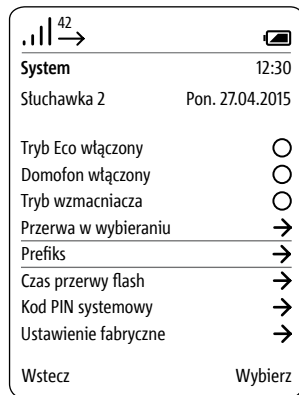 42
System 12:30
Słuchawka 2 Pon. 27.04.2015
Tryb Eco włączony
Domofon włączony
Tryb wzmacniacza
Przerwa w wybieraniu
Prefiks
Czas przerwy flash
Kod PIN systemowy
Ustawienie fabryczne
Wstecz Wybierz